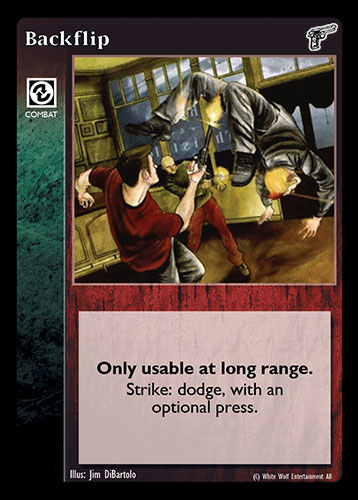 Backflip
COMBAT
Only usable at long range.
Strike: dodge, with an
optional press.
Illus: Jim DiBartolo
(C) White Wolf Entertainment AB